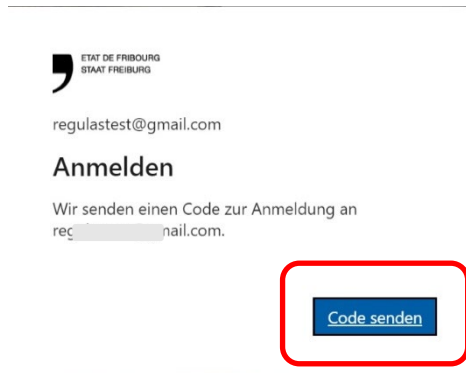 ETAT DE FRIBOURG
STAAT FREIBURG
regulastest@gmail.com
Anmelden
Wir senden einen Code zur Anmeldung an
reg nail.com.
Code senden